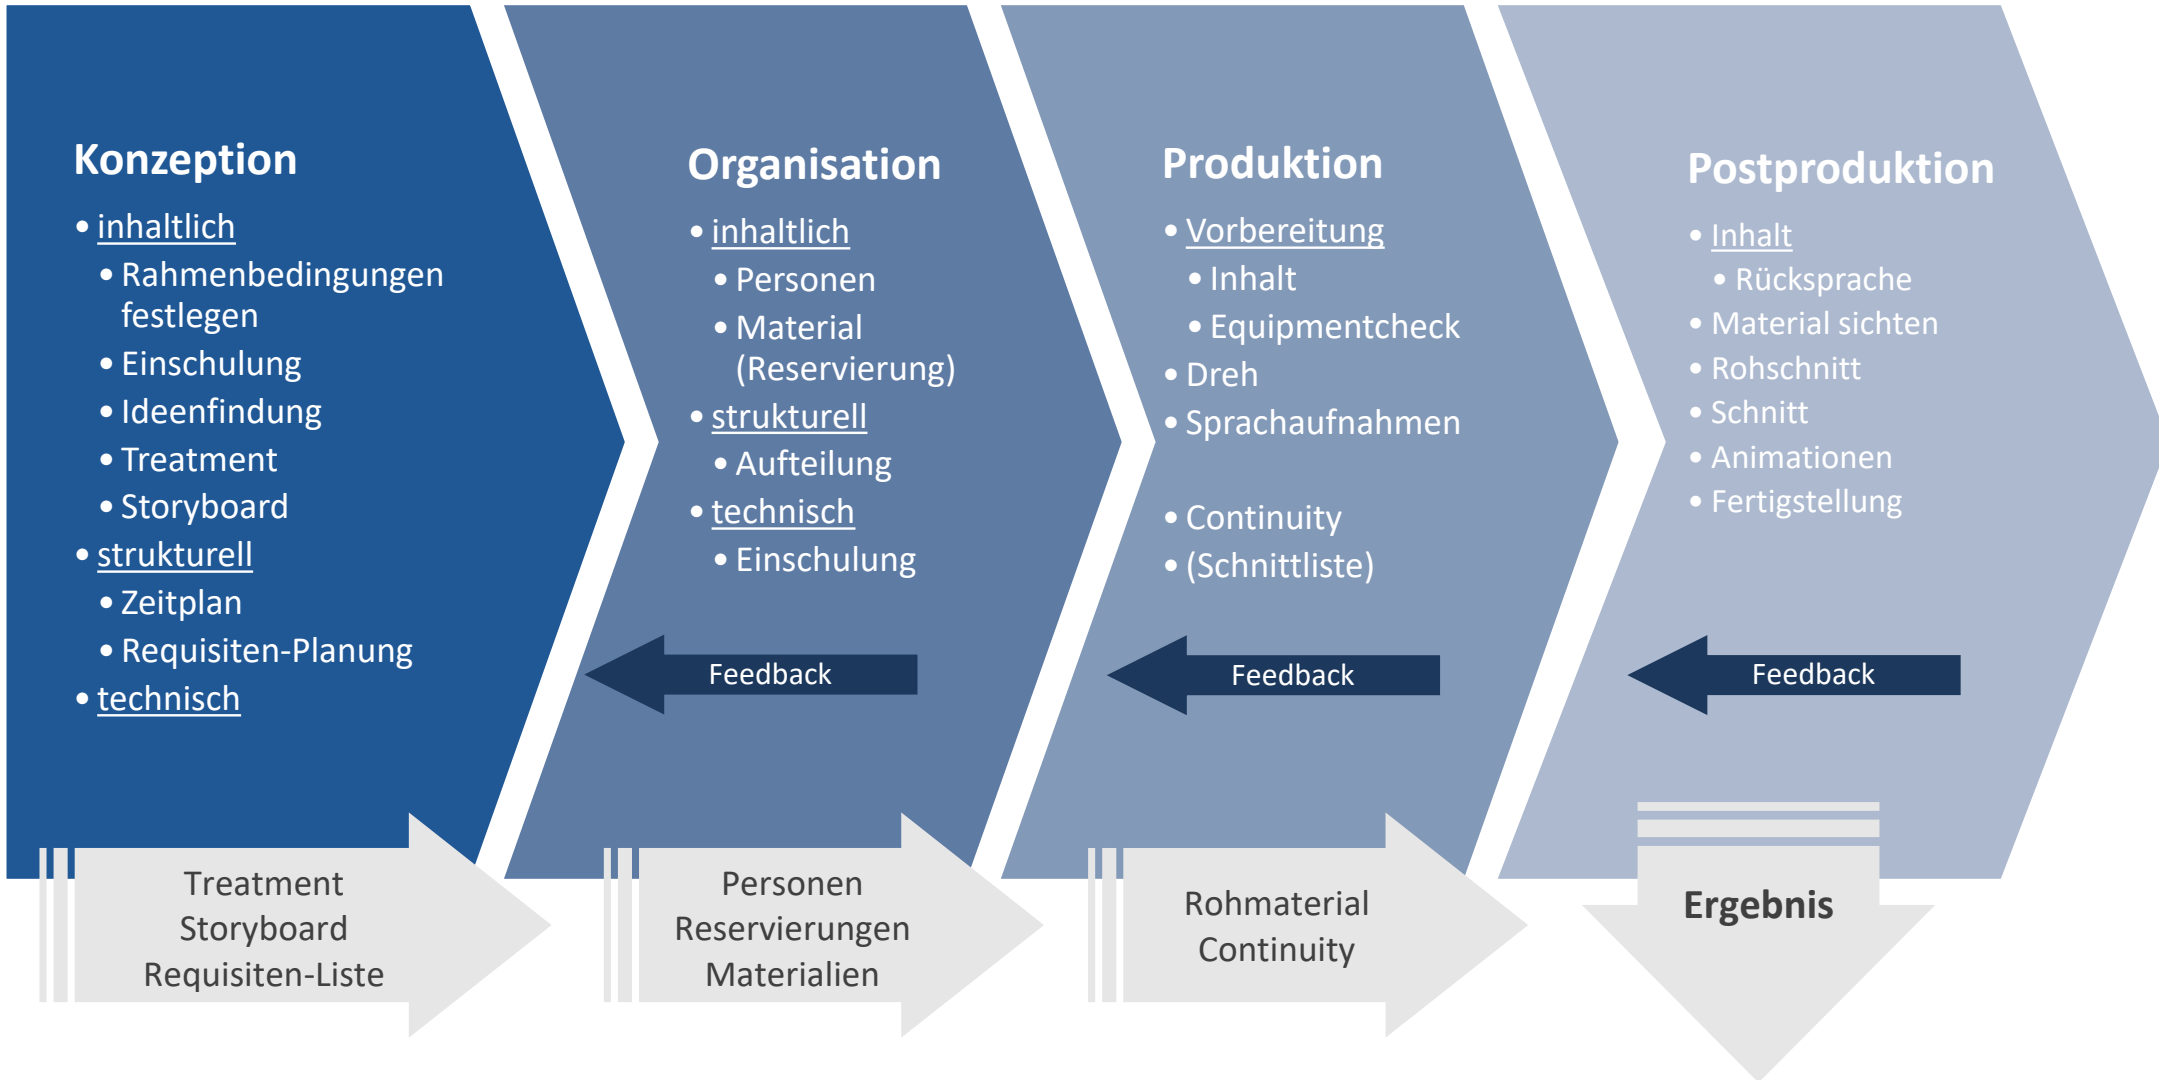 Konzeption
• inhaltlich
• Rahmenbedingungen
festlegen
• Einschulung
• Ideenfindung
• Treatment
• Storyboard
• strukturell
• Zeitplan
• Requisiten-Planung
• technisch
Organisation
• inhaltlich
• Personen
• Material
(Reservierung)
• strukturell
• Aufteilung
• technisch
• Einschulung
Feedback
Produktion
• Vorbereitung
• Inhalt
• Equipmentcheck
• Dreh
• Sprachaufnahmen
• Continuity
• (Schnittliste)
Feedback
Postproduktion
• Inhalt
• Rücksprache
• Material sichten
• Rohschnitt
• Schnitt
• Animationen
• Fertigstellung
Feedback
Treatment
Storyboard
Requisiten-Liste
Personen
Reservierungen
Materialien
Rohmaterial
Continuity
Ergebnis